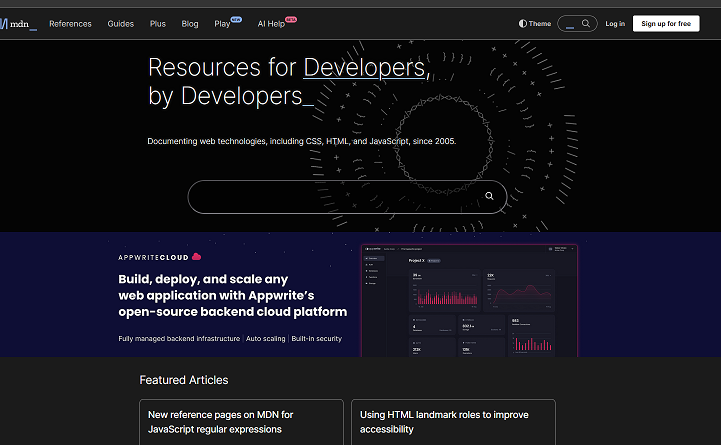 mdn_
References
Guides
Plus
Blog
Play NEW
AI Help BETA
Theme
Log in
Sign up for free
Resources for Developers,
by Developers_
Documenting web technologies, including CSS, HTML, and JavaScript, since 2005.
APPWRITECLOUD
Build, deploy, and scale any
web application with Appwrite's
open-source backend cloud platform
Fully managed backend infrastructure | Auto scaling | Built-in security
Project X
Featured Articles
New reference pages on MDN for
JavaScript regular expressions
Using HTML landmark roles to improve
accessibility